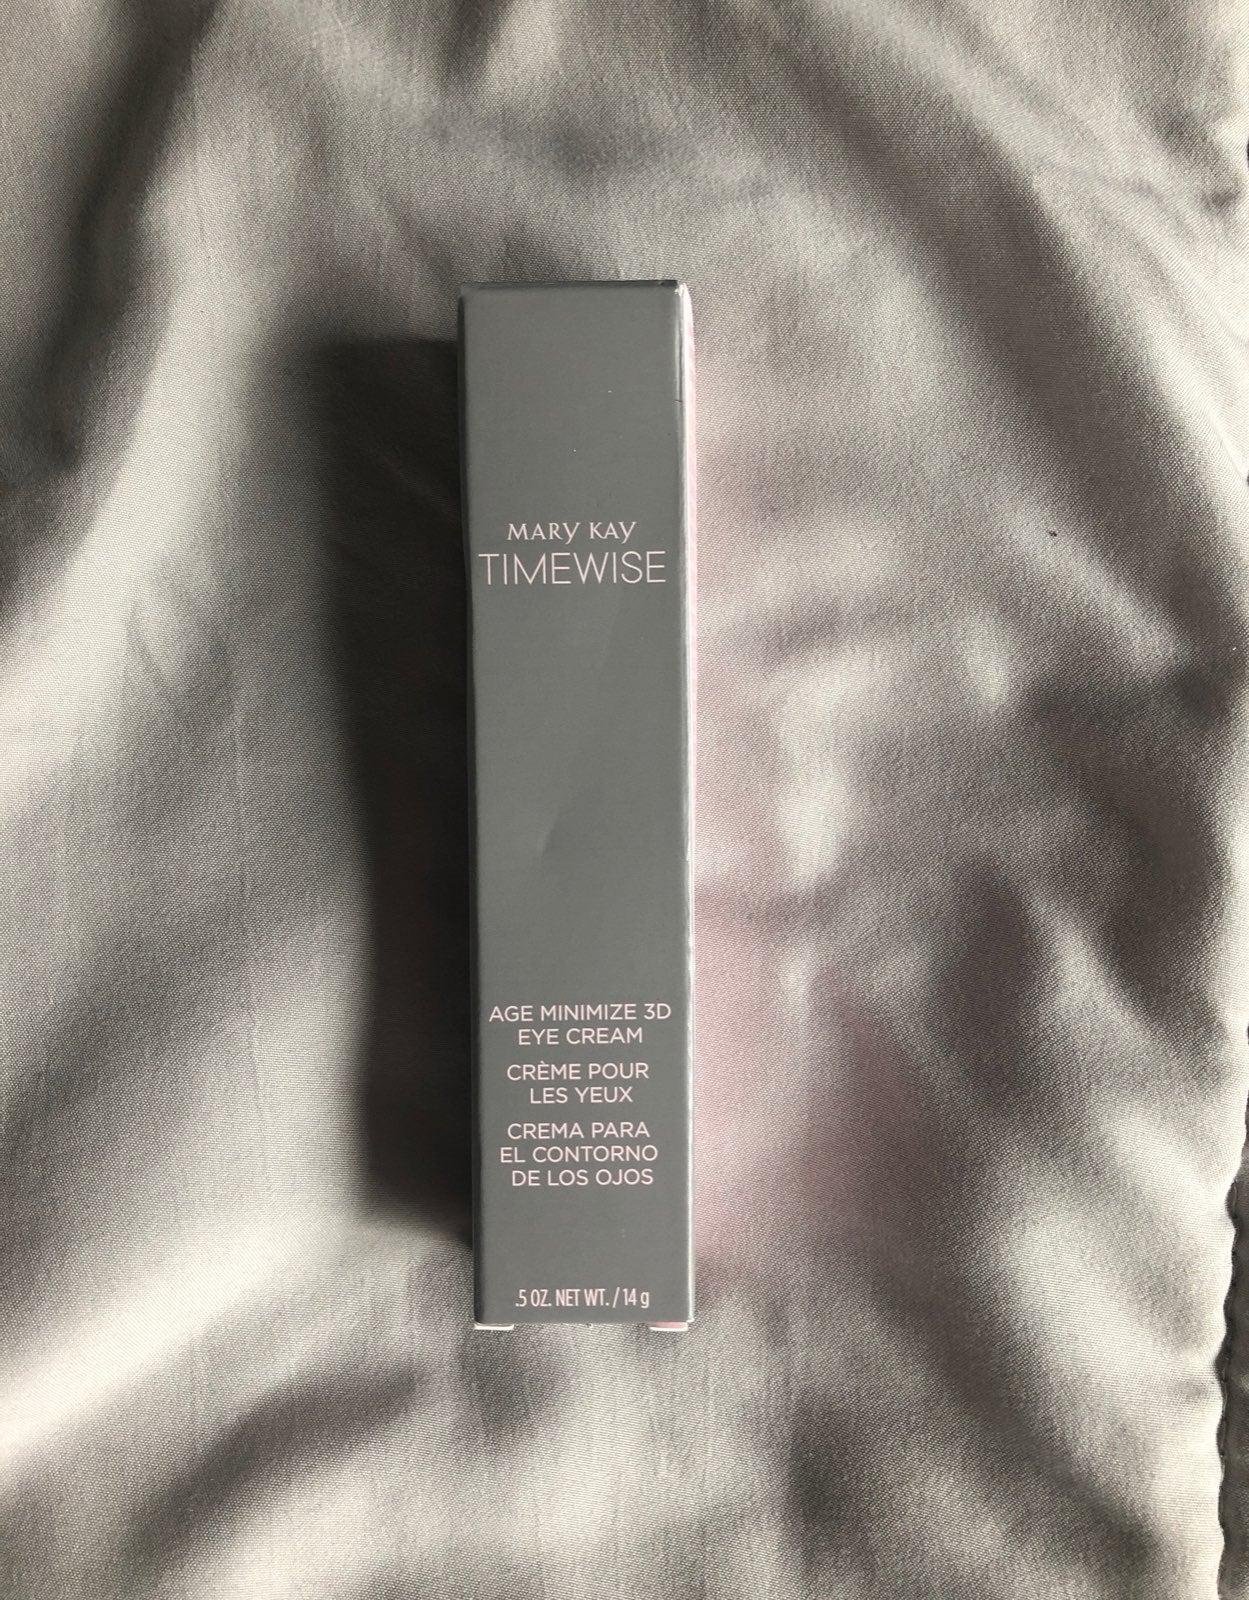 MARY KAY
TIMEWISE
AGE MINIMIZE 3D
EYE CREAM
CRÈME POUR
LES YEUX
CREMA PARA
EL CONTORNO
DE LOS OJOS
.5 OZ. NET WT. / 14 g